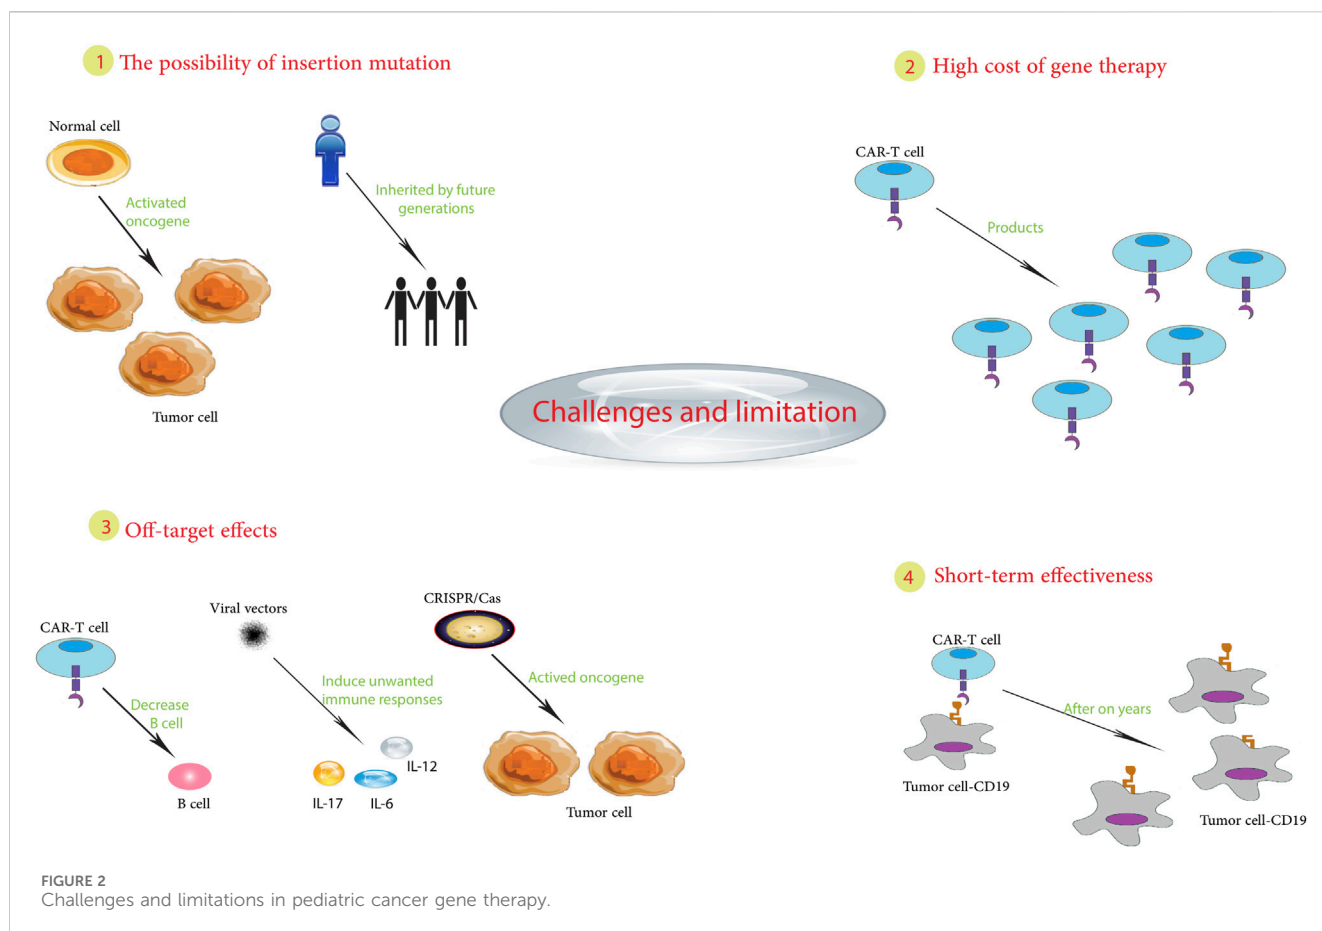 1 The possibility of insertion mutation
Normal cell
Activated
oncogene
Tumor cell
Inherited by future
generations
2 High cost of gene therapy
CAR-T cell
Products
Challenges and limitation
3 Off-target effects
CAR-T cell
Decrease
B cell
B cell
Viral vectors
Induce unwanted
immune responses
IL-12
IL-17
IL-6
CRISPR/Cas
Actived oncogene
Tumor cell
4 Short-term effectiveness
CAR-T cell
After on years
Tumor cell-CD19
Tumor cell-CD19
FIGURE 2
Challenges and limitations in pediatric cancer gene therapy.